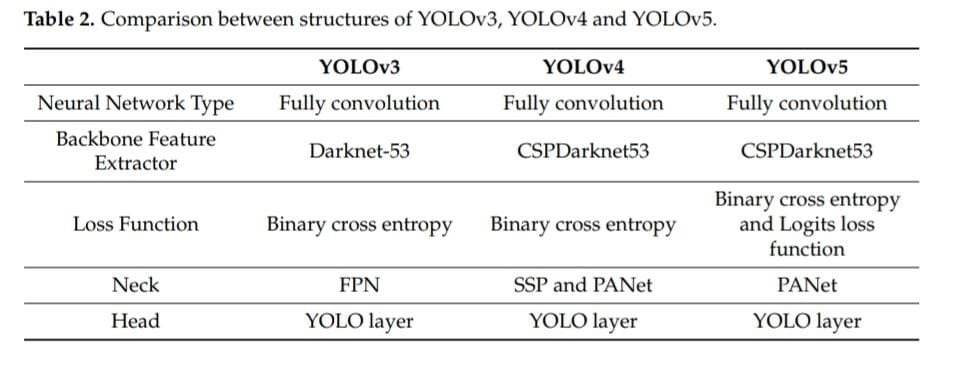 Table 2. Comparison between structures of YOLOv3, YOLOv4 and YOLOv5.
YOLOv3 YOLOv4 YOLOv5
Neural Network Type Fully convolution Fully convolution Fully convolution
Backbone Feature
Extractor Darknet-53 CSPDarknet53 CSPDarknet53
Loss Function Binary cross entropy Binary cross entropy Binary cross entropy
and Logits loss
function
Neck FPN SSP and PANet PANet
Head YOLO layer YOLO layer YOLO layer